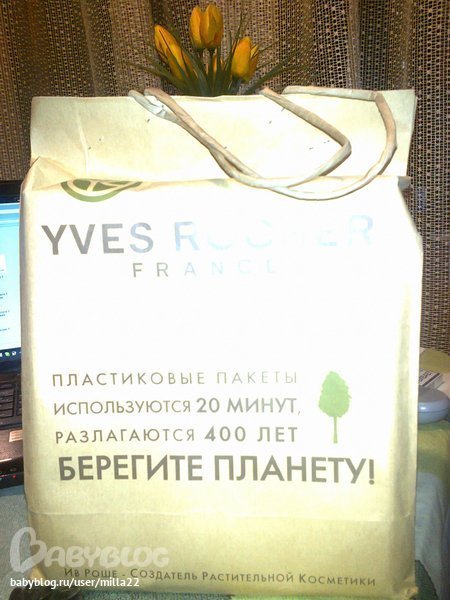 YVES ROCHER
FRANCE
ПЛАСТИКОВЫЕ ПАКЕТЫ
ИСПОЛЬЗУЮТСЯ 20 МИНУТ,
РАЗЛАГАЮТСЯ 400 ЛЕТ
БЕРЕГИТЕ ПЛАНЕТУ!
BABYBLOG
babyblog.ru/user/milla22
ИВ РОШЕ - СОЗДАТЕЛЬ РАСТИТЕЛЬНОЙ КОСМЕТИКИ